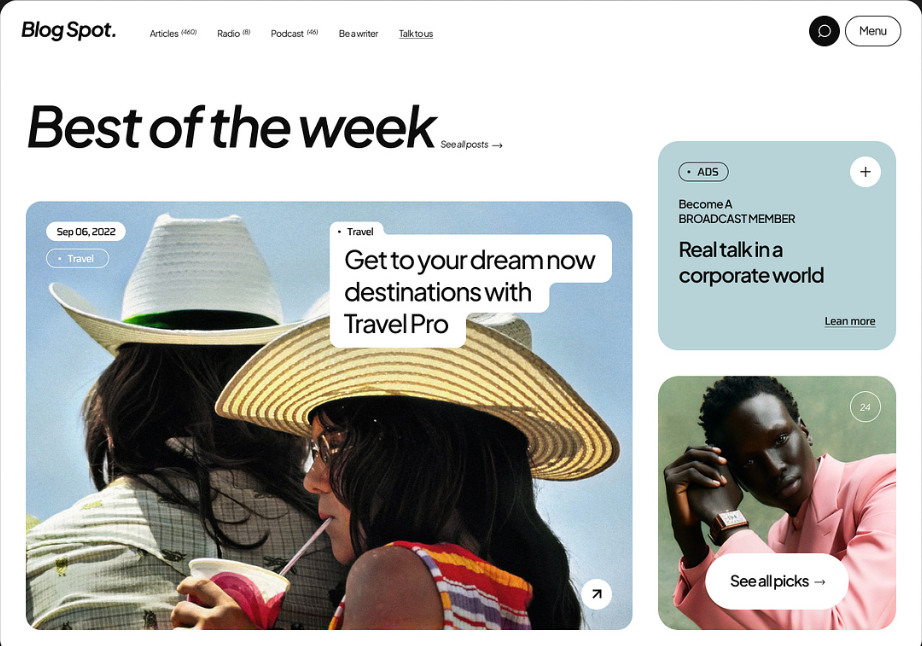 Blog Spot.
Articles (460) Radio (8) Podcast (46) Be a writer Talk to us
Menu
Best of the week
See all posts →
Sep 06, 2022
• Travel
• Travel
Get to your dream now
destinations with
Travel Pro
• ADS
+
Become A
BROADCAST MEMBER
Real talk in a
corporate world
Lean more
24
See all picks →